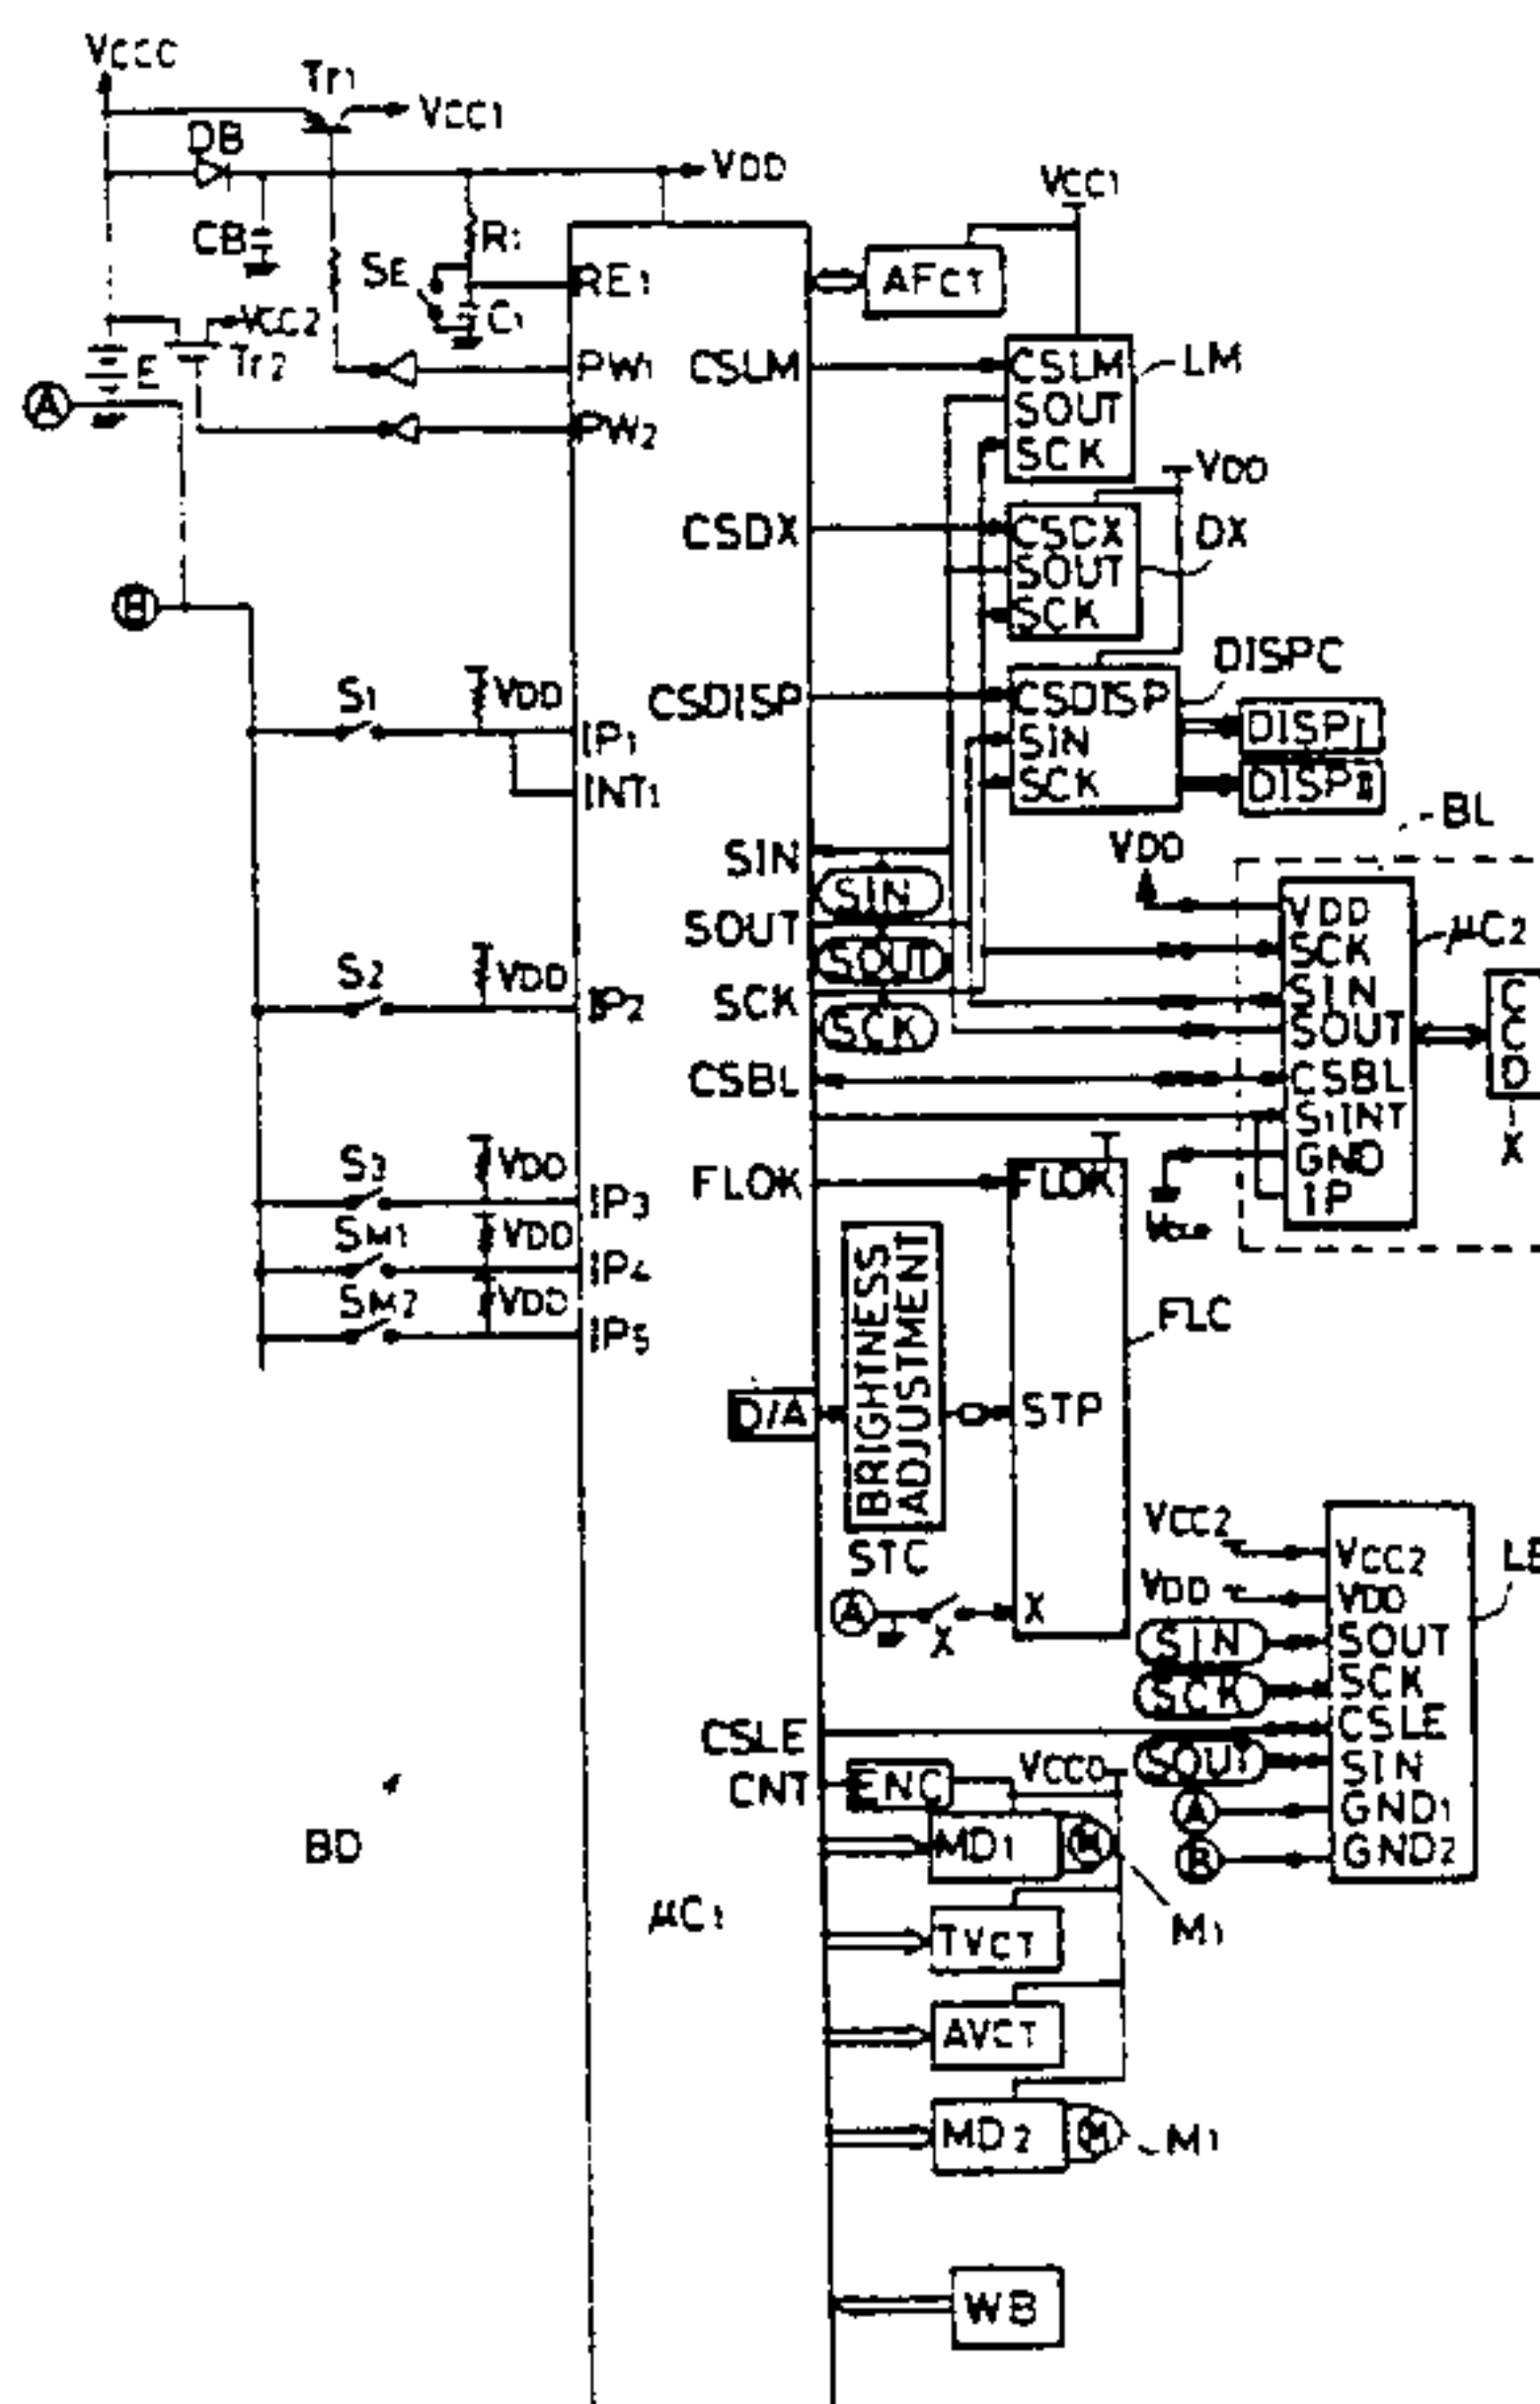 VCCC
Tr1
VCC1
DB
VDD
VCC1
CB
R1
SE
RE1
AFCT
C1
VCC2
E
Tr2
PW1
CSLM
CSLM
LM
A
SOUT
PW2
SCK
VDD
CSDX
CSCX
DX
SOUT
B
SCK
DISPC
S1
VDD
CSDISP
CSDISP
DISPI
IP1
SIN
INT1
SCK
DISPII
BL
SIN
VDD
SIN
VDD
SOUT
μC2
S2
VDD
SOUT
SCK
IP2
SCK
SIN
C
SCK
SOUT
C
CSBL
CSBL
D
S1INT
S3
VDD
FLOK
FLOK
GND
X
IP3
IP
SM1
VDD
IP4
SM2
VDD
IP5
BRIGHTNESS
ADJUSTMENT
FLC
D/A
STP
STC
VCC2
VCC2
VDD
VDD
A
X
X
SIN
SOUT
SCK
SCK
CSLE
CSLE
SOUT
SIN
CNT
ENC
VCC0
A
GND1
BD
MD1
M
B
GND2
μC1
M1
TVCT
AVCT
MD2
M
M1
WB